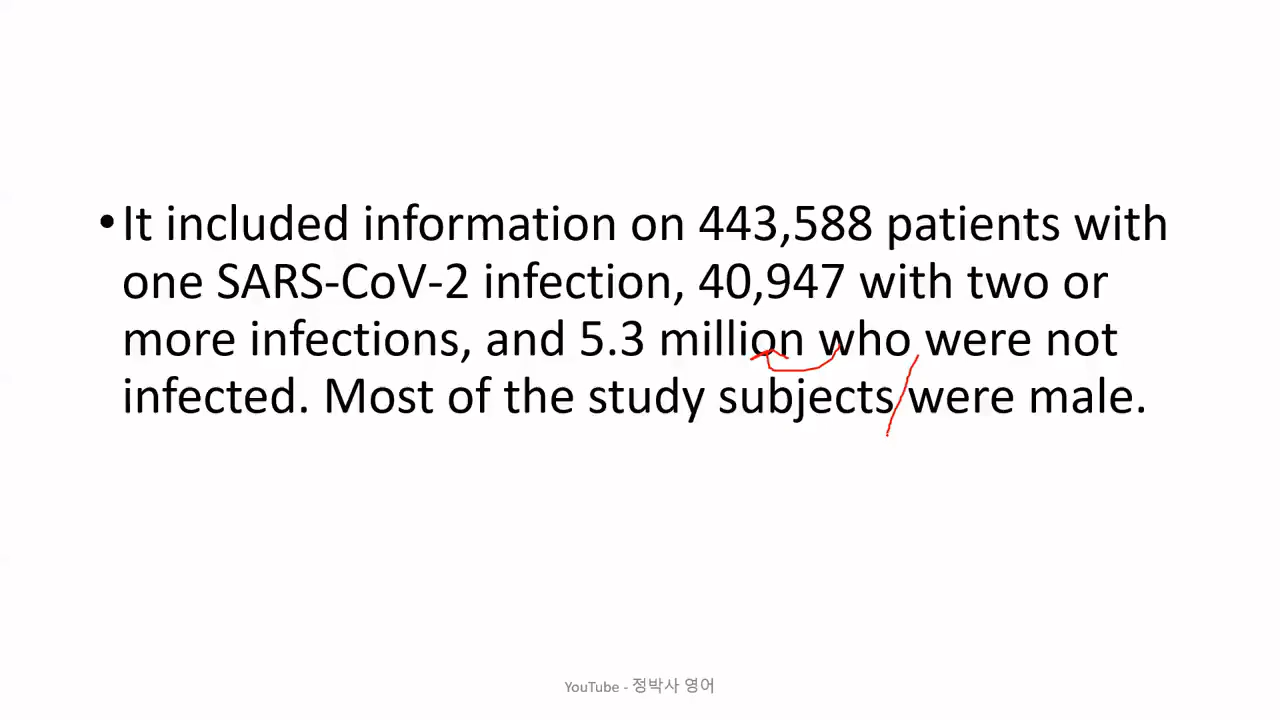 •It included information on 443,588 patients with
one SARS-CoV-2 infection, 40,947 with two or
more infections, and 5.3 million who were not
infected. Most of the study subjects were male.
YouTube - 정박사 영어